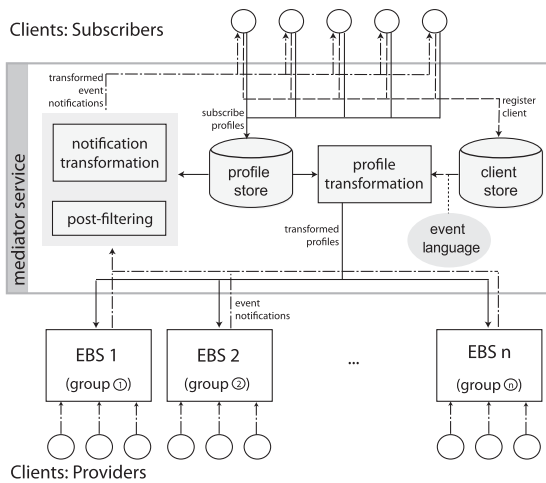 Clients: Subscribers
transformed
event
notifications
subscribe
profiles
register
client
mediator service
notification
transformation
post-filtering
profile
store
profile
transformation
client
store
event
language
transformed
profiles
event
notifications
EBS 1
(group 1)
EBS 2
(group 2)
...
EBS n
(group n)
Clients: Providers